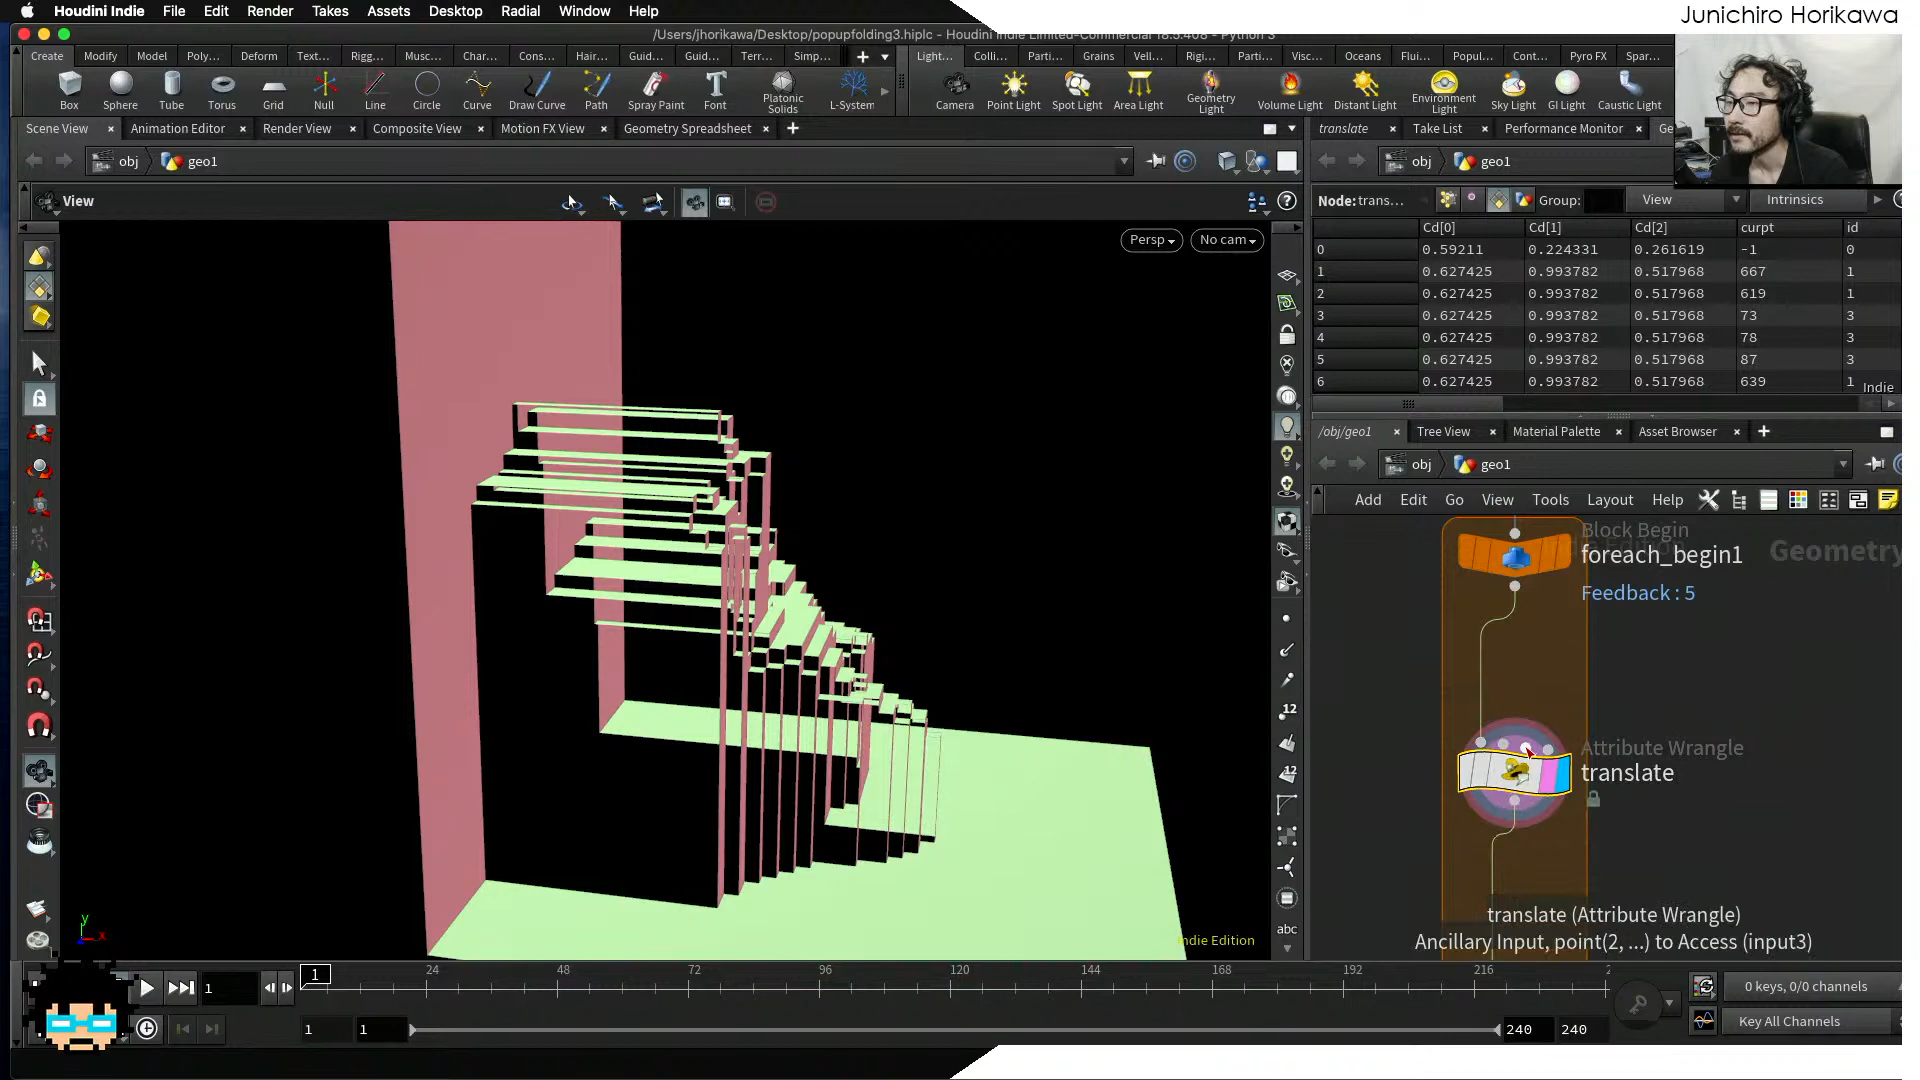 Junichiro Horikawa
Houdini Indie File Edit Render Takes Assets Desktop Radial Window Help
/Users/jhorikawa/Desktop/popupfolding3.hiplc - Houdini Indie Limited-Commercial 18.5.408 - Python 3
Create Modify Model Poly... Deform Text... Rigg... Musc... Char... Cons... Hair... Guid... Guid... Terr... Simp...
Light... Colli... Parti... Grains Vell... Rigi... Parti... Visc... Oceans Flui... Popul... Cont... Pyro FX Spar...
Box Sphere Tube Torus Grid Null Line Circle Curve Draw Curve Path Spray Paint Font Platonic Solids L-System
Camera Point Light Spot Light Area Light Geometry Light Volume Light Distant Light Environment Light Sky Light GI Light Caustic Light
Scene View Animation Editor Render View Composite View Motion FX View Geometry Spreadsheet
translate Take List Performance Monitor Ge
obj geo1
obj geo1
View
Node: trans... Group: View Intrinsics
Persp No cam
Cd[0] Cd[1] Cd[2] curpt id
0 0.59211 0.224331 0.261619 -1 0
1 0.627425 0.993782 0.517968 667 1
2 0.627425 0.993782 0.517968 619 1
3 0.627425 0.993782 0.517968 73 3
4 0.627425 0.993782 0.517968 78 3
5 0.627425 0.993782 0.517968 87 3
6 0.627425 0.993782 0.517968 639 1
Indie
/obj/geo1 Tree View Material Palette Asset Browser
obj geo1
Add Edit Go View Tools Layout Help
Block Begin
foreach_begin1
Feedback : 5
Geometry
Attribute Wrangle
translate
translate (Attribute Wrangle)
Ancillary Input, point(2, ...) to Access (input3)
12
12
abc
y
x
Indie Edition
1 1 24 48 72 96 120 144 168 192 216 2
0 keys, 0/0 channels
1 1 240 240
Key All Channels